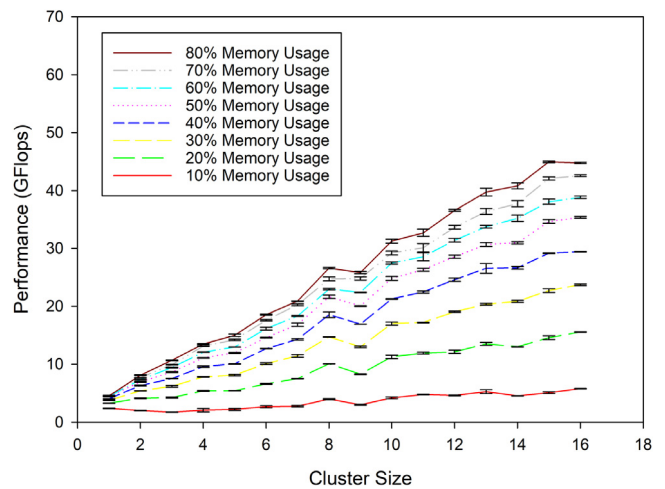 70
60
50
40
30
20
10
0
Performance (GFlops)
80% Memory Usage
70% Memory Usage
60% Memory Usage
50% Memory Usage
40% Memory Usage
30% Memory Usage
20% Memory Usage
10% Memory Usage
0 2 4 6 8 10 12 14 16 18
Cluster Size